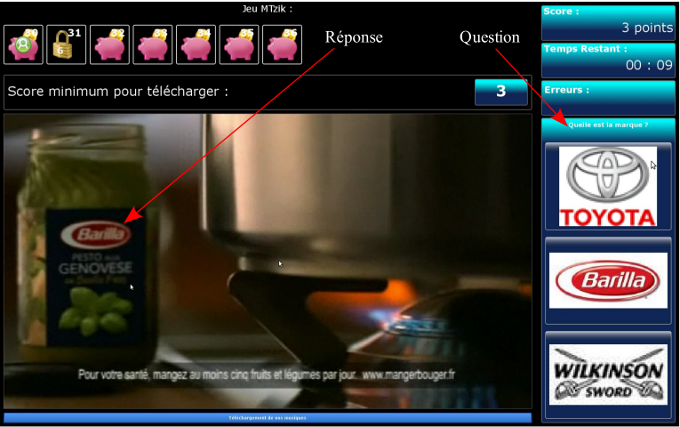 Jeu MTzik :
30
31
32
33
34
35
36
6
Réponse
Question
Score :
3 points
Temps Restant :
00 : 09
Erreurs :
Score minimum pour télécharger :
3
Quelle est la marque ?
TOYOTA
Barilla
WILKINSON
SWORD
Barilla
PESTO ALLA
GENOVESE
Pour votre santé, mangez au moins cinq fruits et légumes par jour. www.mangerbouger.fr
Téléchargement de vos musiques